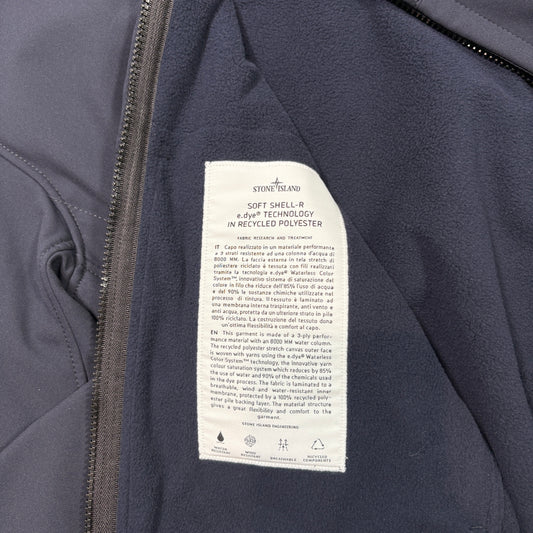 STONE ISLAND
SOFT SHELL-R
e.dye® TECHNOLOGY
IN RECYCLED POLYESTER
FABRIC RESEARCH AND TREATMENT
IT Capo realizzato in un materiale performante
a 3 strati resistente ad una colonna d'acqua di
8000 MM. La faccia esterna in tela stretch di
poliestere riciclato è tessuta con fili realizzati
tramite la tecnologia e.dye® Waterless Color
System™, innovativo sistema di saturazione del
colore in filo che riduce dell'85% l'uso di acqua
e del 90% le sostanze chimiche utilizzate nel
processo di tintura. Il tessuto è laminato ad
una membrana interna traspirante, anti vento e
anti acqua, protetta da un ulteriore strato in pile
100% riciclato. La costruzione del tessuto dona
un'ottima flessibilità e comfort al capo.
EN This garment is made of a 3-ply perfor-
mance material with an 8000 MM water column.
The recycled polyester stretch canvas outer face
is woven with yarns using the e.dye® Waterless
Color System™ technology, the innovative yarn
colour saturation system which reduces by 85%
the use of water and 90% of the chemicals used
in the dye process. The fabric is laminated to a
breathable, wind and water-resistant inner
membrane, protected by a 100% recycled poly-
ester pile backing layer. The material structure
gives a great flexibility and comfort to the
garment.
STONE ISLAND ENGINEERING
WATER RESISTANT
WIND RESISTANT
BREATHABLE
RECYCLED COMPONENTS